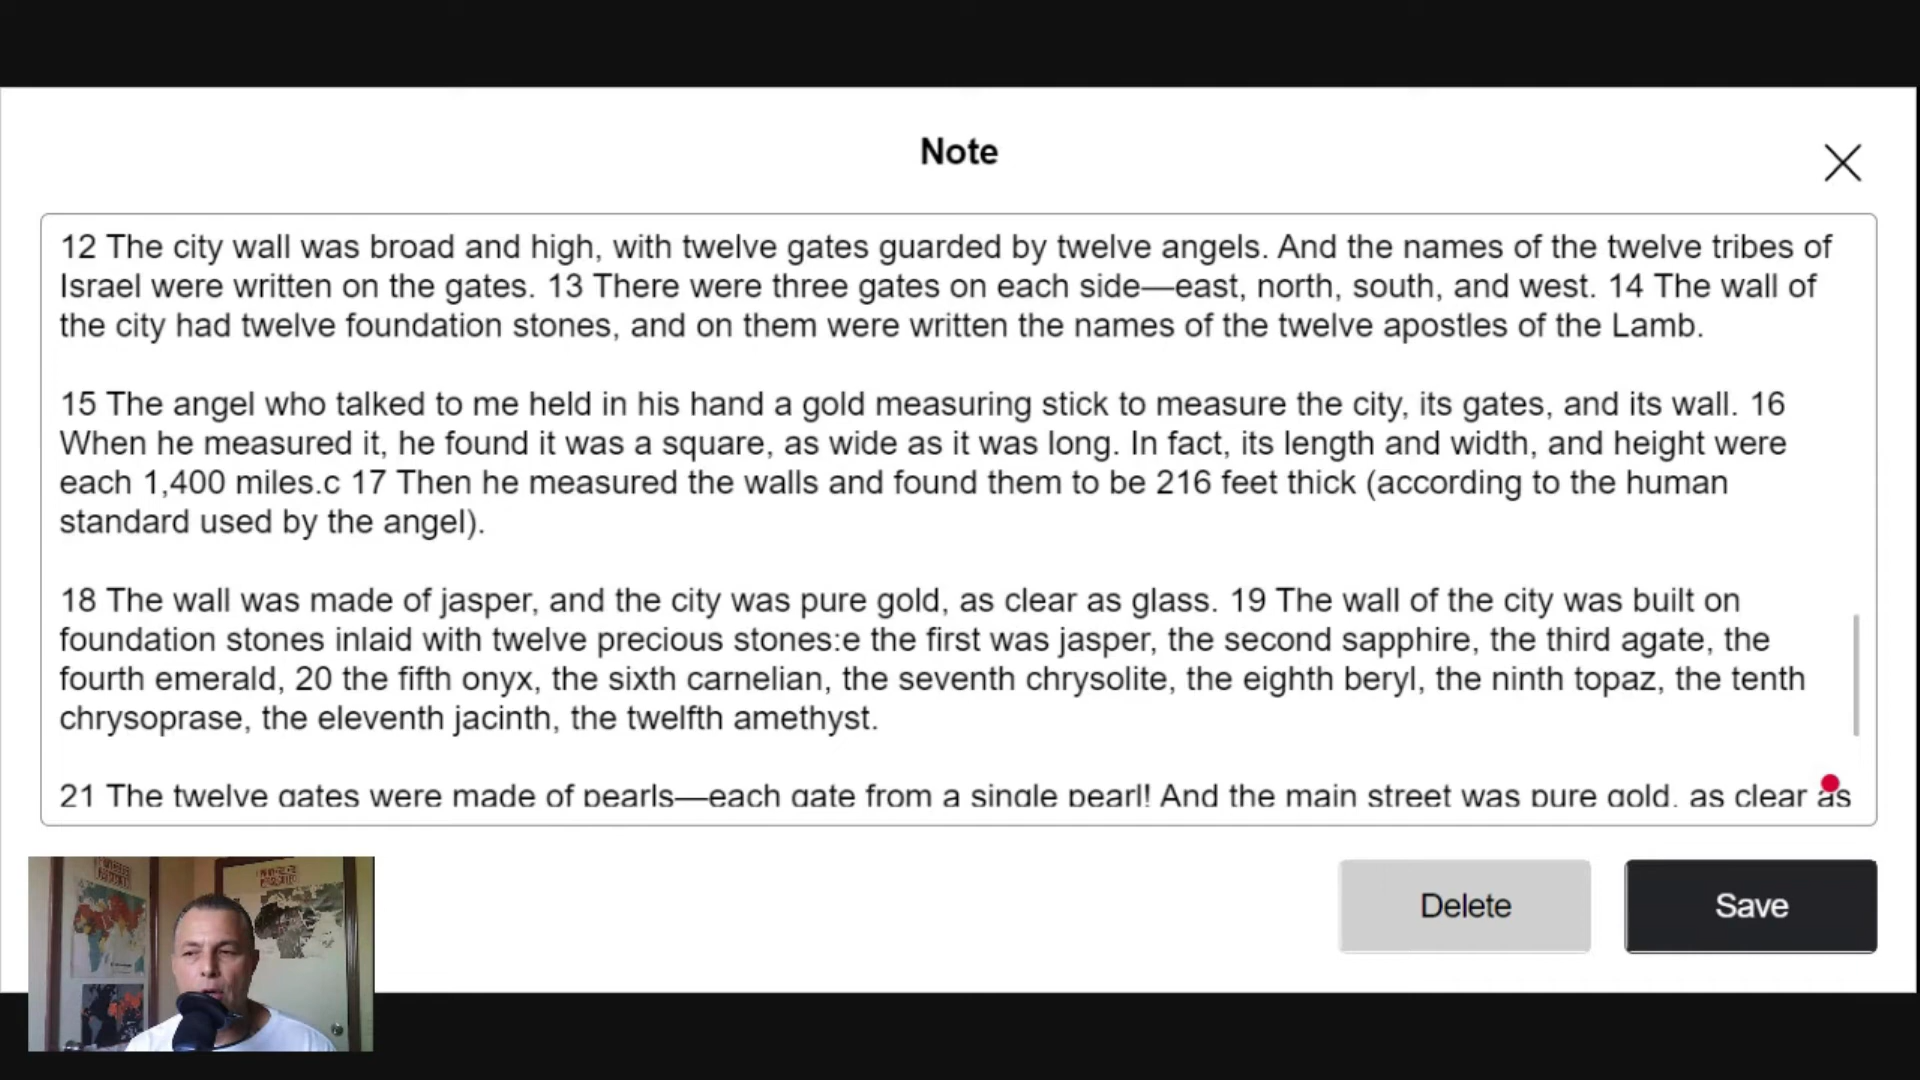 Note
12 The city wall was broad and high, with twelve gates guarded by twelve angels. And the names of the twelve tribes of
Israel were written on the gates. 13 There were three gates on each side—east, north, south, and west. 14 The wall of
the city had twelve foundation stones, and on them were written the names of the twelve apostles of the Lamb.
15 The angel who talked to me held in his hand a gold measuring stick to measure the city, its gates, and its wall. 16
When he measured it, he found it was a square, as wide as it was long. In fact, its length and width, and height were
each 1,400 miles.c 17 Then he measured the walls and found them to be 216 feet thick (according to the human
standard used by the angel).
18 The wall was made of jasper, and the city was pure gold, as clear as glass. 19 The wall of the city was built on
foundation stones inlaid with twelve precious stones:e the first was jasper, the second sapphire, the third agate, the
fourth emerald, 20 the fifth onyx, the sixth carnelian, the seventh chrysolite, the eighth beryl, the ninth topaz, the tenth
chrysoprase, the eleventh jacinth, the twelfth amethyst.
21 The twelve gates were made of pearls—each gate from a single pearl! And the main street was pure gold, as clear as
Delete
Save